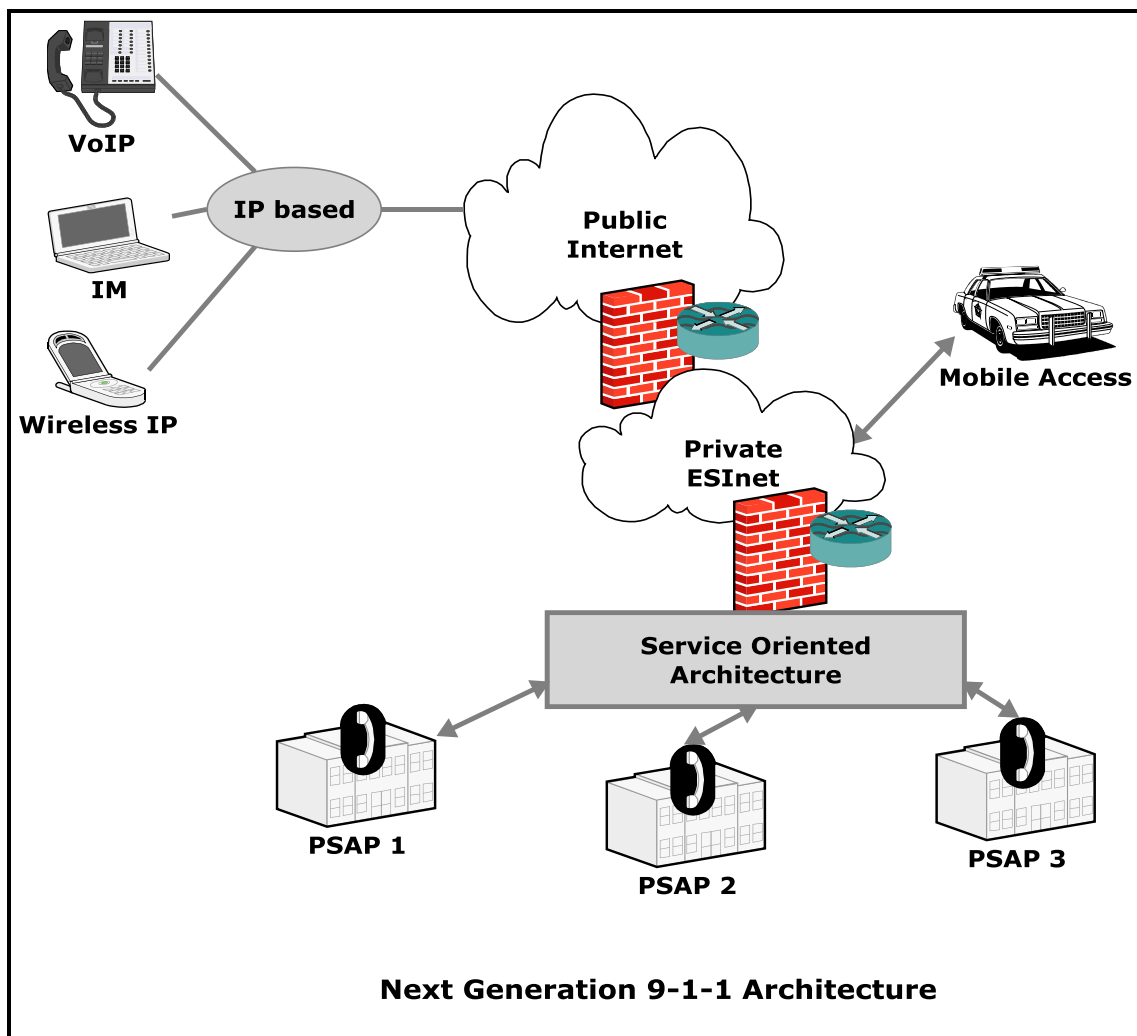 VoIP
IP based
IM
Wireless IP
Public
Internet
Mobile Access
Private
ESInet
Service Oriented
Architecture
PSAP 1
PSAP 2
PSAP 3
Next Generation 9-1-1 Architecture